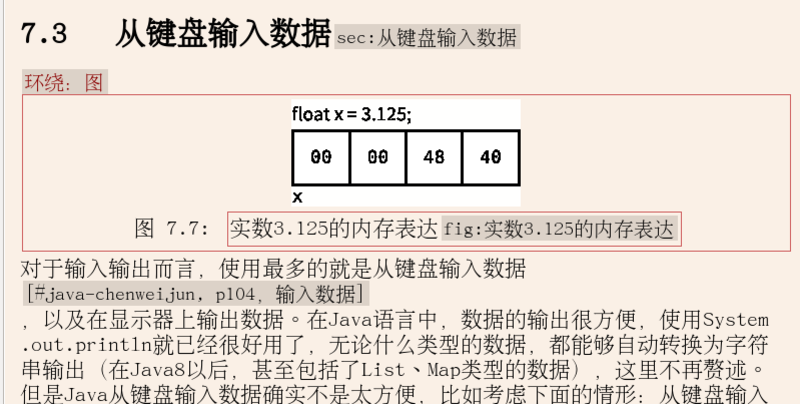 7.3 从键盘输入数据 sec:从键盘输入数据
环绕：图
float x = 3.125;
00 00 48 40
x
图 7.7： 实数3.125的内存表达 fig:实数3.125的内存表达
对于输入输出而言，使用最多的就是从键盘输入数据
[#java-chenweijun，p104，输入数据]
，以及在显示器上输出数据。在Java语言中，数据的输出很方便，使用System
.out.println就已经很好用了，无论什么类型的数据，都能够自动转换为字符
串输出（在Java8以后，甚至包括了List、Map类型的数据），这里不再赘述。
但是Java从键盘输入数据确实不是太方便，比如考虑下面的情形：从键盘输入